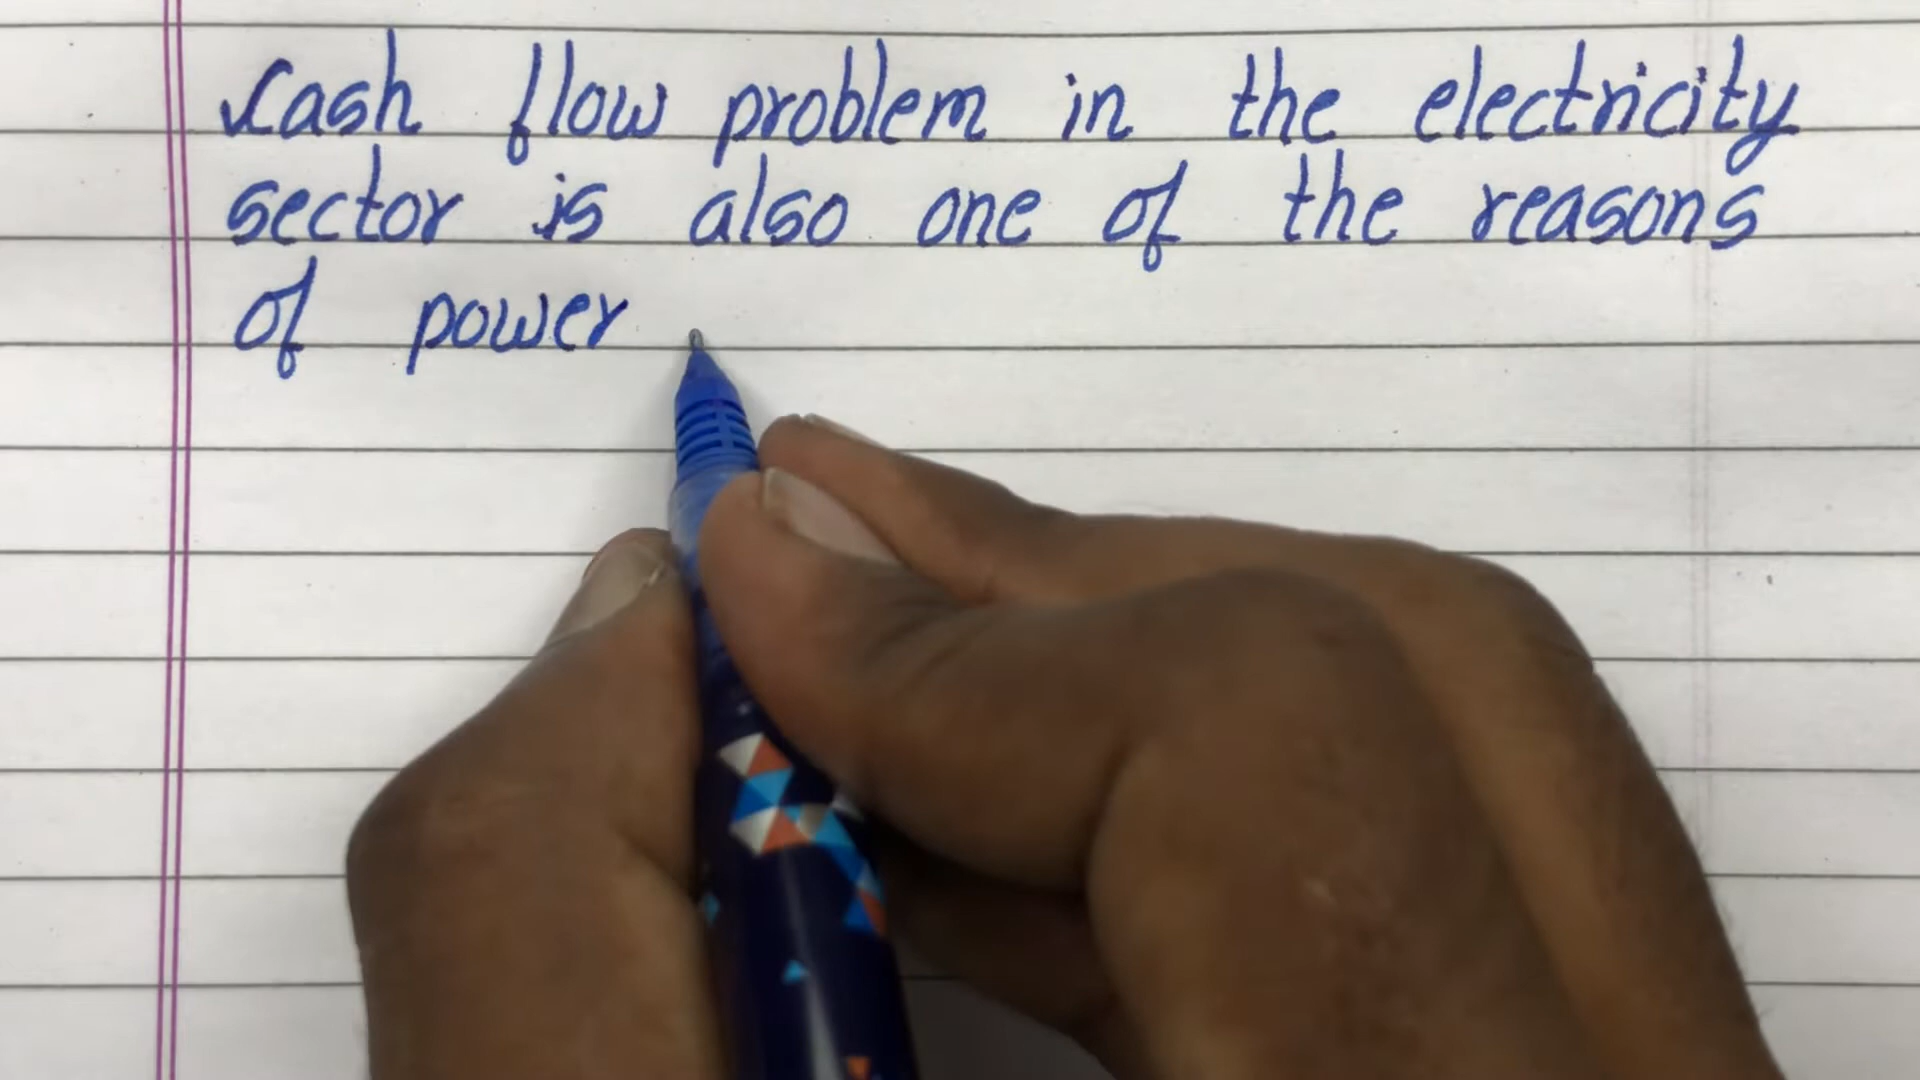 Cash flow problem in the electricity
sector is also one of the reasons
of power